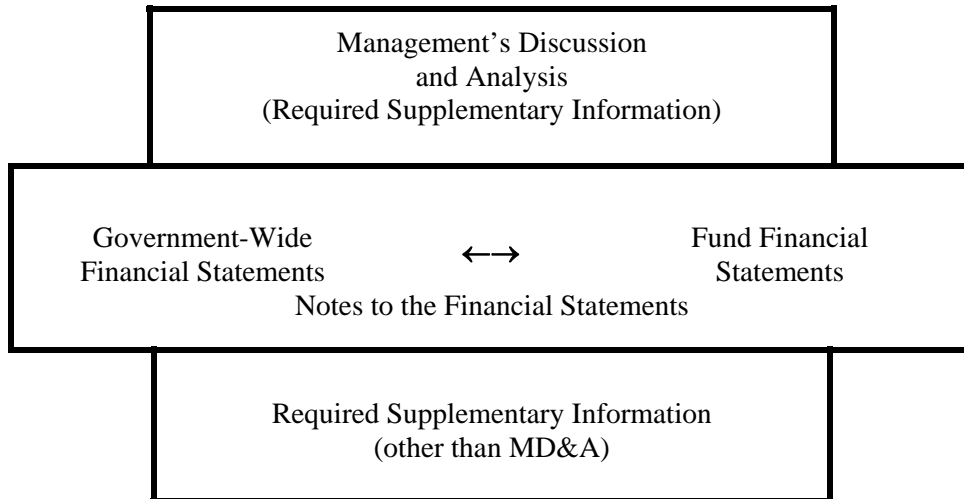 Management’s Discussion
and Analysis
(Required Supplementary Information)
Government-Wide
Financial Statements
←→
Fund Financial
Statements
Notes to the Financial Statements
Required Supplementary Information
(other than MD&A)